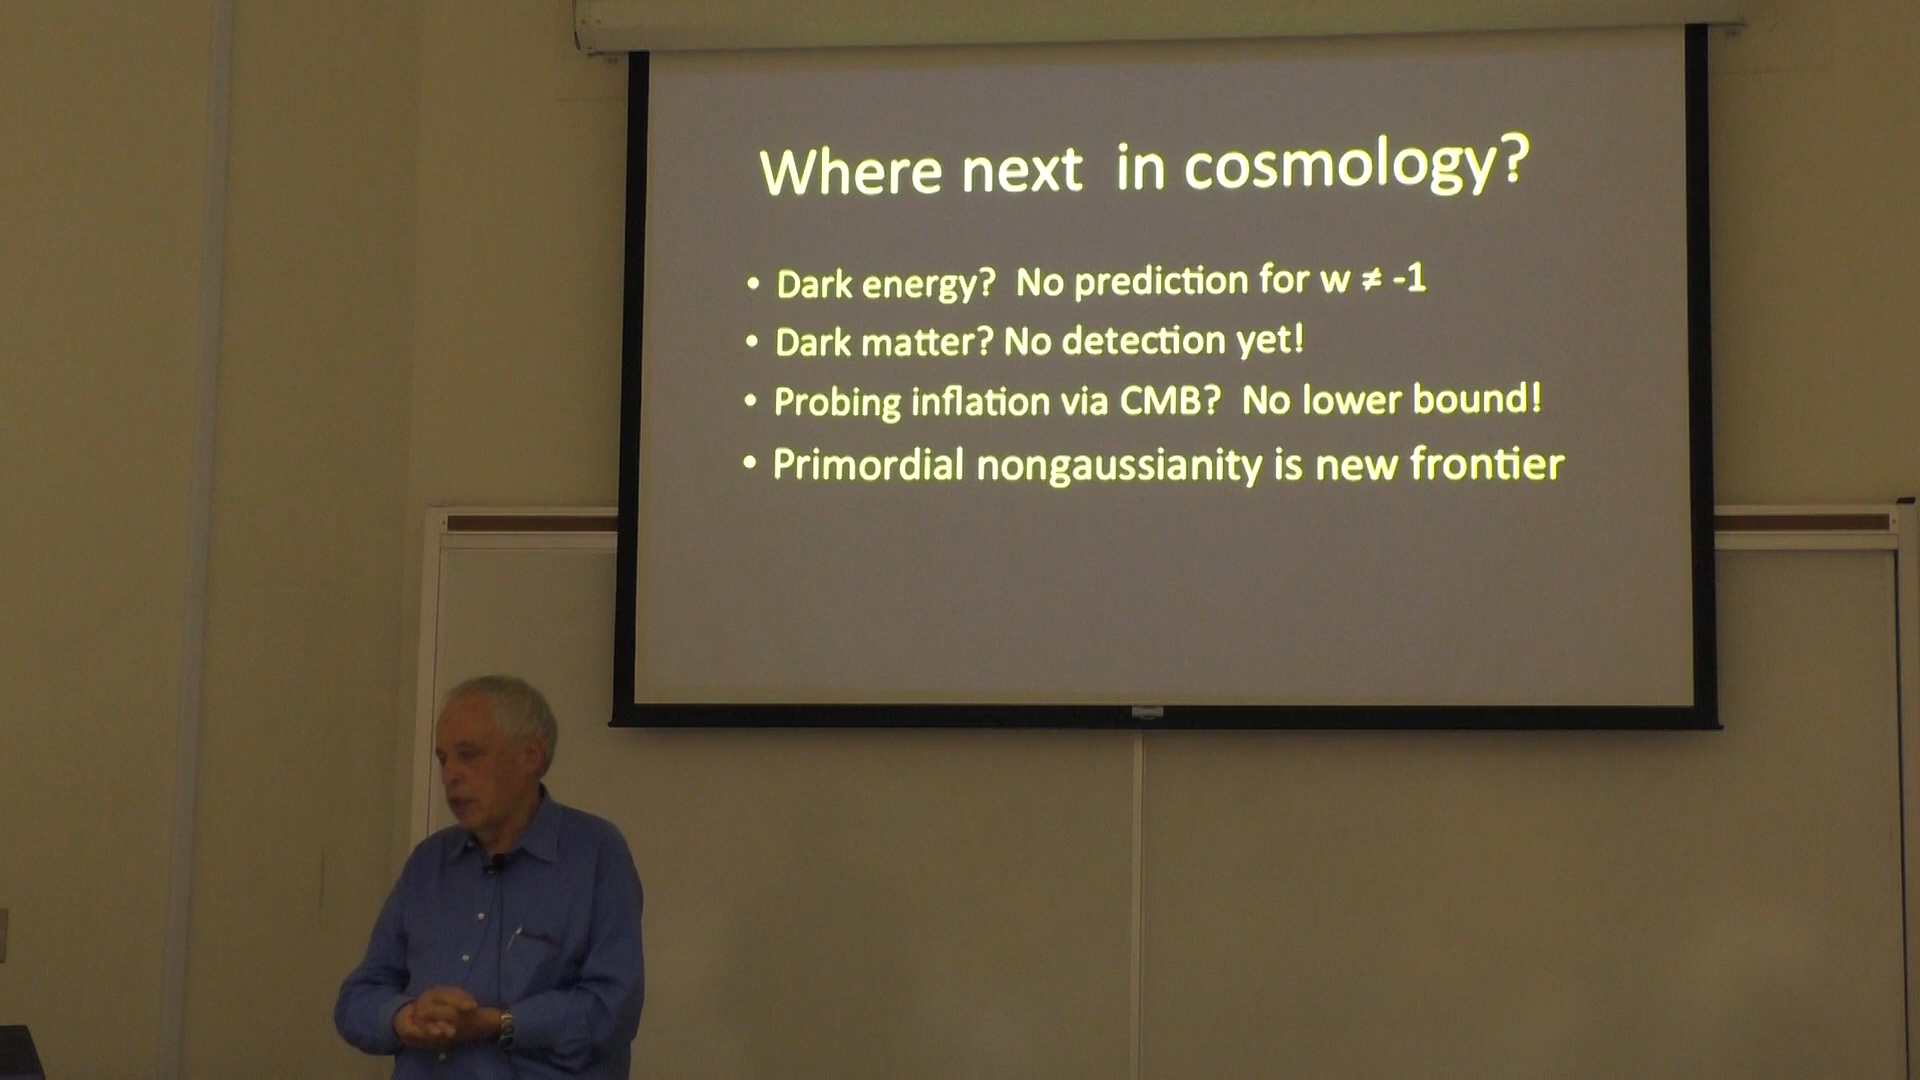 Where next in cosmology?
• Dark energy? No prediction for w ≠ -1
• Dark matter? No detection yet!
• Probing inflation via CMB? No lower bound!
• Primordial nongaussianity is new frontier